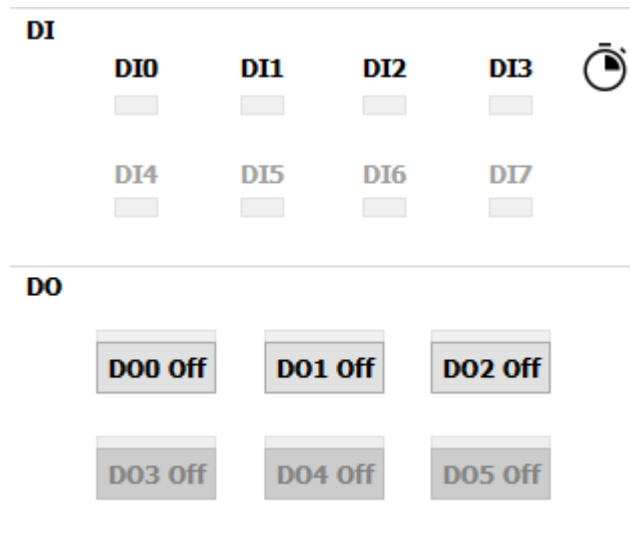 DI
DI0 DI1 DI2 DI3
DI4 DI5 DI6 DI7
DO
DO0 Off DO1 Off DO2 Off
DO3 Off DO4 Off DO5 Off